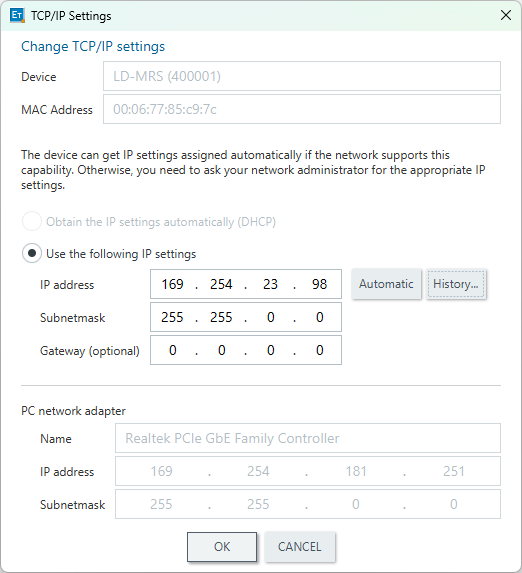 ET TCP/IP Settings
Change TCP/IP settings
Device LD-MRS (400001)
MAC Address 00:06:77:85:c9:7c
The device can get IP settings assigned automatically if the network supports this
capability. Otherwise, you need to ask your network administrator for the appropriate IP
settings.
Obtain the IP settings automatically (DHCP)
Use the following IP settings
IP address 169 . 254 . 23 . 98 Automatic History...
Subnetmask 255 . 255 . 0 . 0
Gateway (optional) 0 . 0 . 0 . 0
PC network adapter
Name Realtek PCIe GbE Family Controller
IP address 169 . 254 . 181 . 251
Subnetmask 255 . 255 . 0 . 0
OK CANCEL